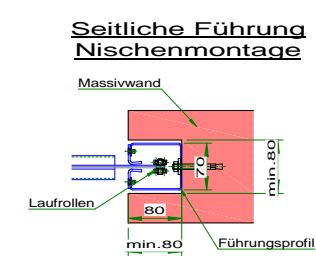 Seitliche Führung
Nischenmontage
Massivwand
70
min.80
Laufrollen
80
min.80
Führungsprofil